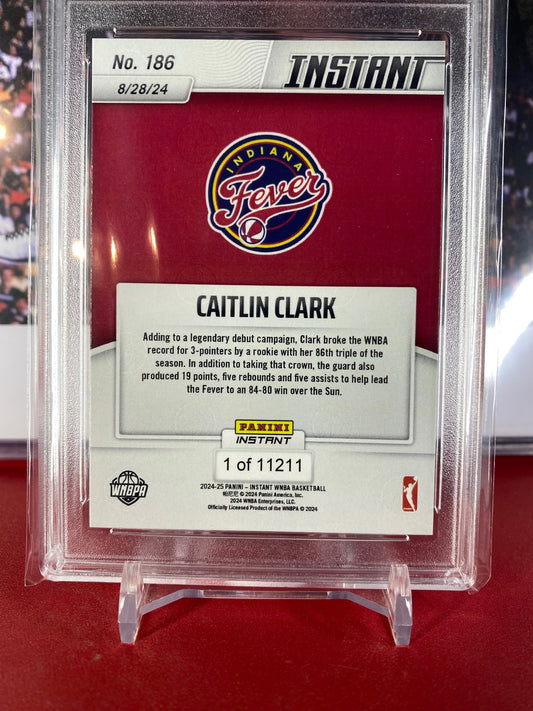 No. 186
INSTANT
8/28/24
INDIANA
Fever
CAITLIN CLARK
Adding to a legendary debut campaign, Clark broke the WNBA
record for 3-pointers by a rookie with her 86th triple of the
season. In addition to taking that crown, the guard also
produced 19 points, five rebounds and five assists to help lead
the Fever to an 84-80 win over the Sun.
PANINI
INSTANT
1 of 11211
WNBPA
2024-25 PANINI – INSTANT WNBA BASKETBALL
帕尼尼 © 2024 Panini America, Inc.
2024 WNBA Enterprises, LLC.
Officially Licensed Product of the WNBPA © 2024